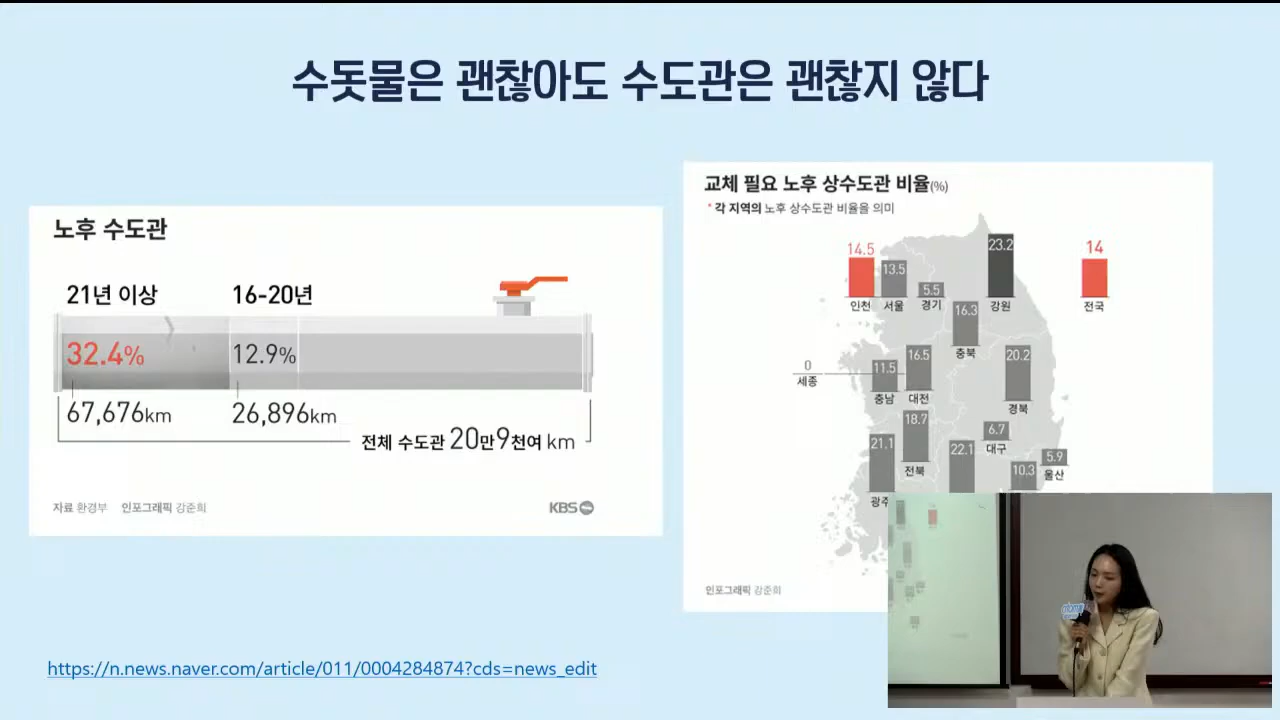 수돗물은 괜찮아도 수도관은 괜찮지 않다
노후 수도관
21년 이상
16-20년
32.4%
12.9%
67,676km
26,896km
전체 수도관 20만9천여 km
자료 환경부 인포그래픽 강준희
KBS
교체 필요 노후 상수도관 비율(%)
* 각 지역의 노후 상수도관 비율을 의미
14.5
인천
13.5
서울
5.5
경기
23.2
강원
14
전국
16.3
충북
0
세종
11.5
충남
16.5
대전
20.2
경북
18.7
전북
6.7
대구
21.1
광주
22.1
10.3
5.9
울산
인포그래픽 강준희
https://n.news.naver.com/article/011/0004284874?cds=news_edit